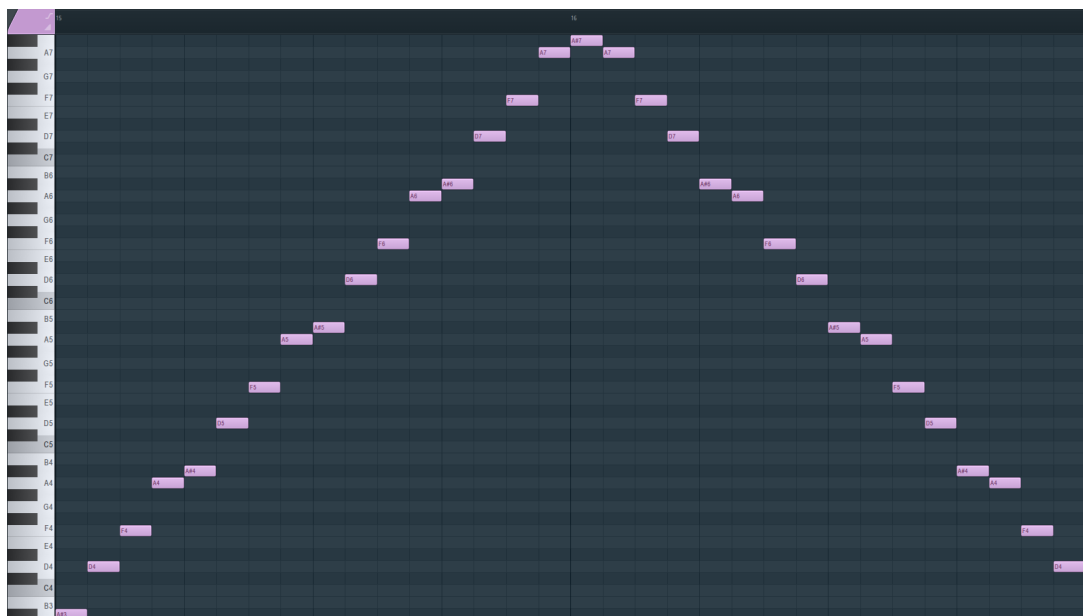 15 16
A#7
A7 A7 A7
G7
F7 F7 F7
E7
D7 D7 D7
C7
B6
A#6 A#6
A6 A6 A6
G6
F6 F6 F6
E6
D6 D6 D6
C6
B5
A#5 A#5
A5 A5 A5
G5
F5 F5 F5
E5
D5 D5 D5
C5
B4
A#4 A#4
A4 A4 A4
G4
F4 F4 F4
E4
D4 D4 D4
C4
B3
A#3